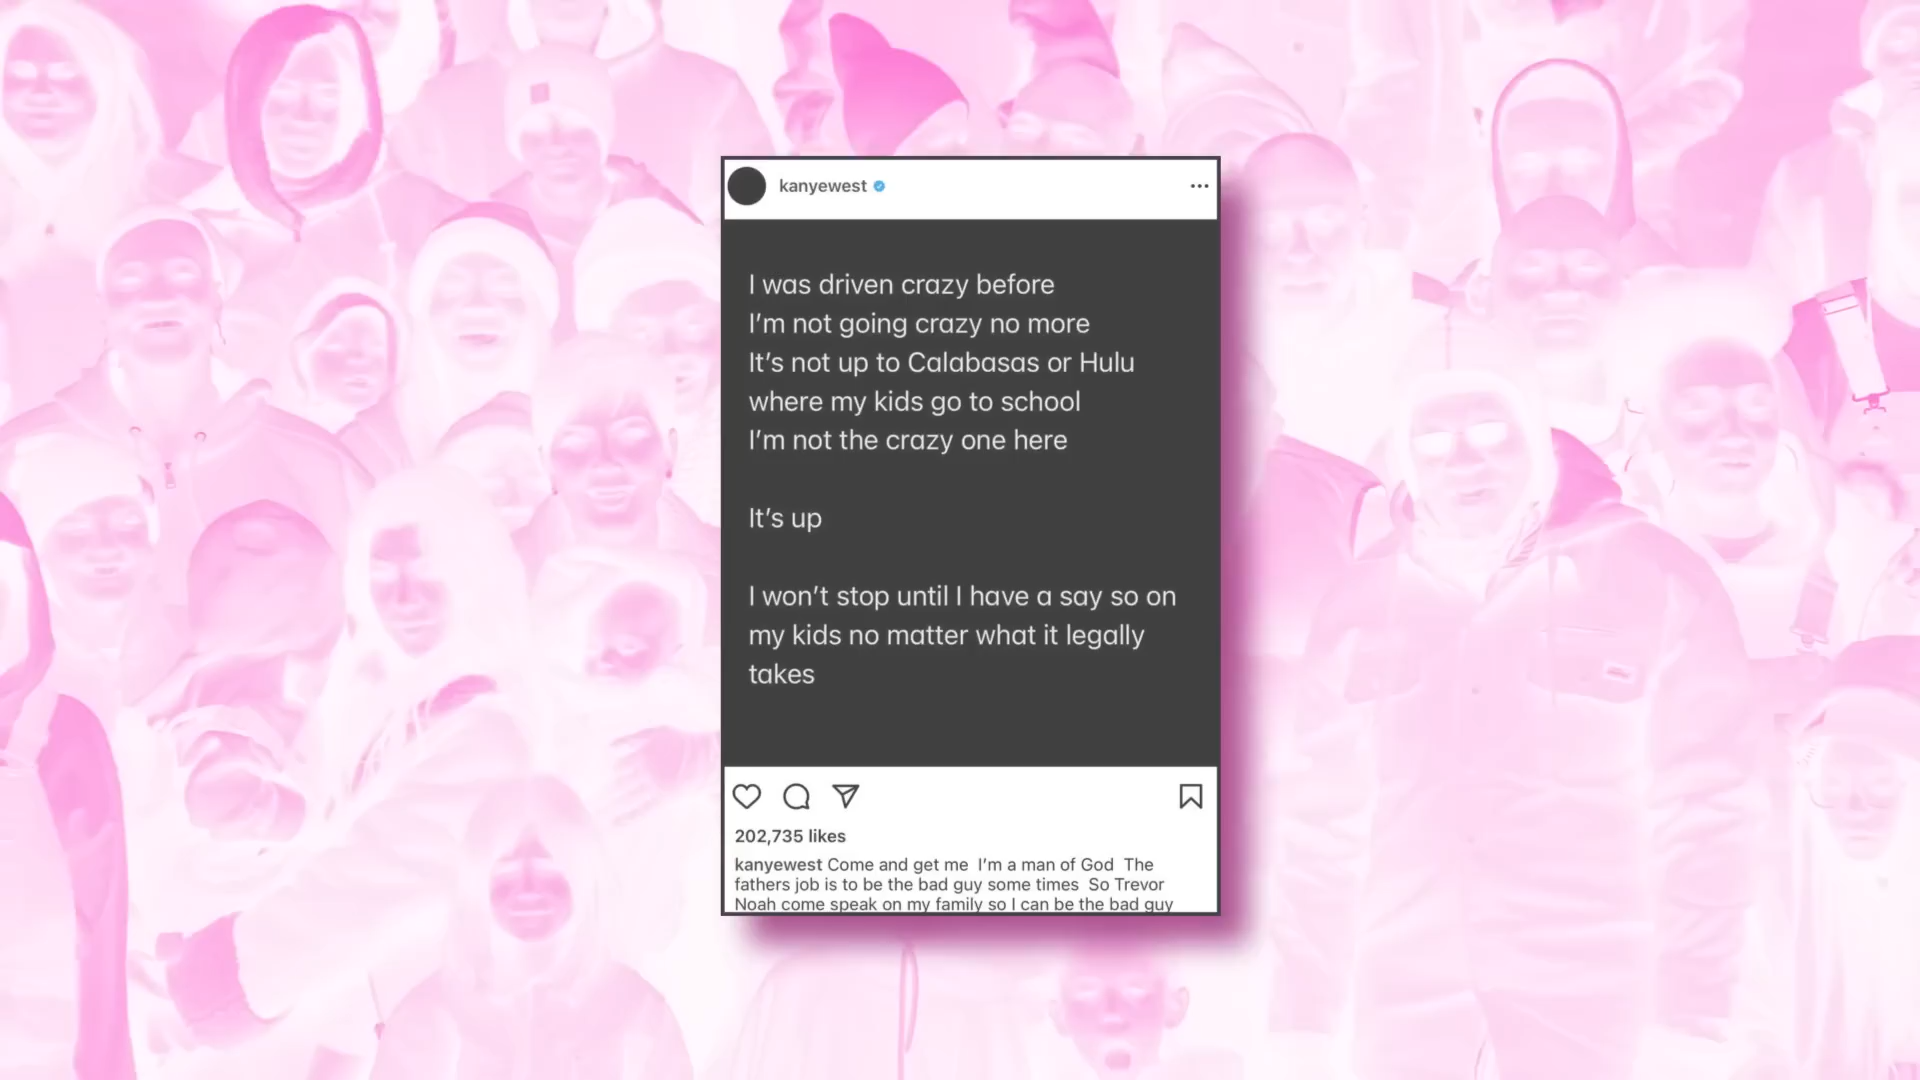 kanyewest
I was driven crazy before
I'm not going crazy no more
It's not up to Calabasas or Hulu
where my kids go to school
I'm not the crazy one here
It's up
I won't stop until I have a say so on
my kids no matter what it legally
takes
202,735 likes
kanyewest Come and get me  I'm a man of God  The
fathers job is to be the bad guy some times  So Trevor
Noah come speak on my family so I can be the bad guy